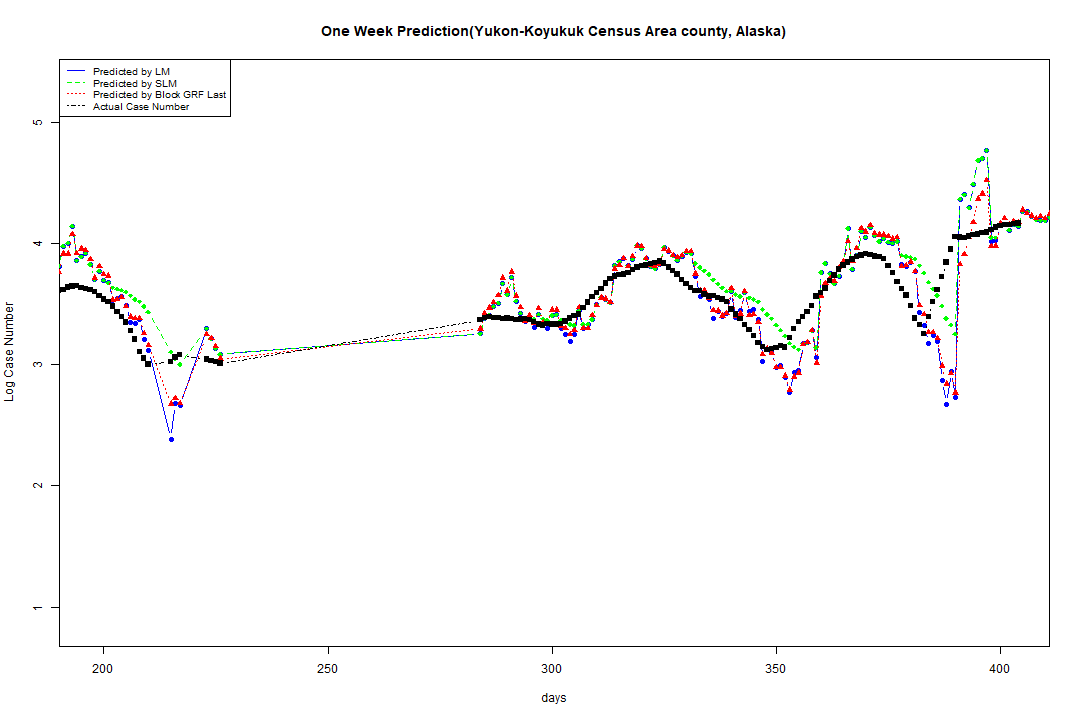 One Week Prediction(Yukon-Koyukuk Census Area county, Alaska)
Predicted by LM
Predicted by SLM
Predicted by Block GRF Last
Actual Case Number
5
4
3
2
1
Log Case Number
200 250 300 350 400
days